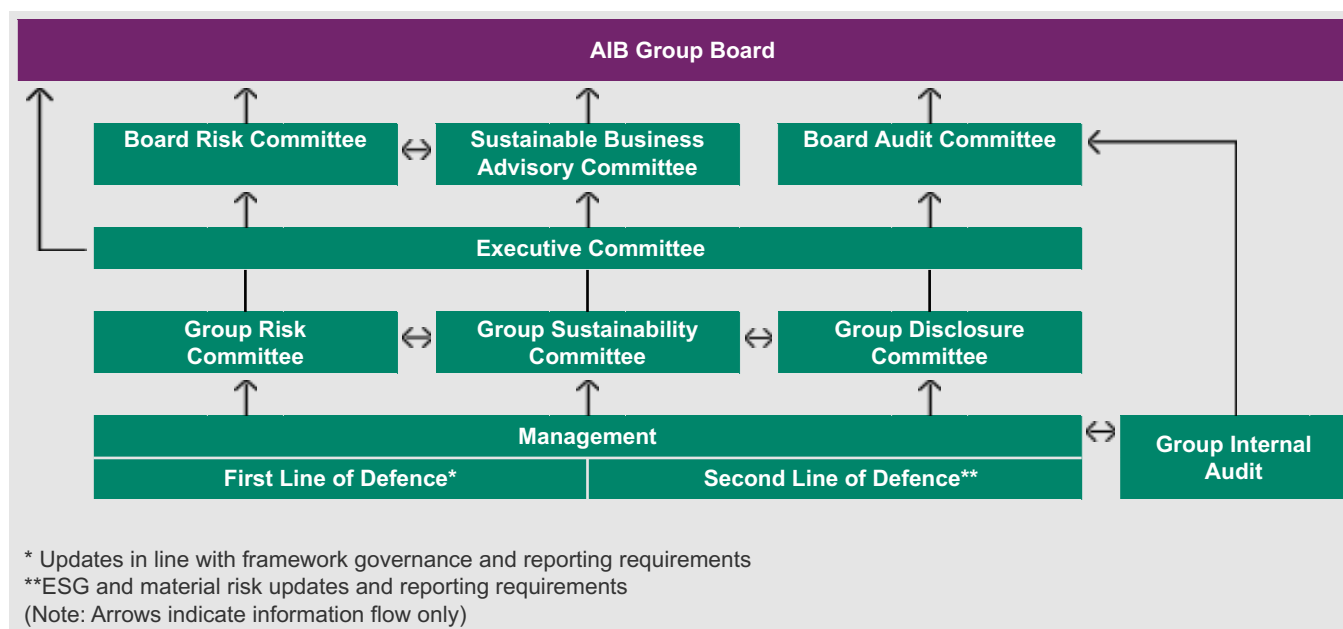 AIB Group Board
Board Risk Committee
Sustainable Business
Advisory Committee
Board Audit Committee
Executive Committee
Group Risk
Committee
Group Sustainability
Committee
Group Disclosure
Committee
Management
Group Internal
Audit
First Line of Defence*
Second Line of Defence**
* Updates in line with framework governance and reporting requirements
**ESG and material risk updates and reporting requirements
(Note: Arrows indicate information flow only)